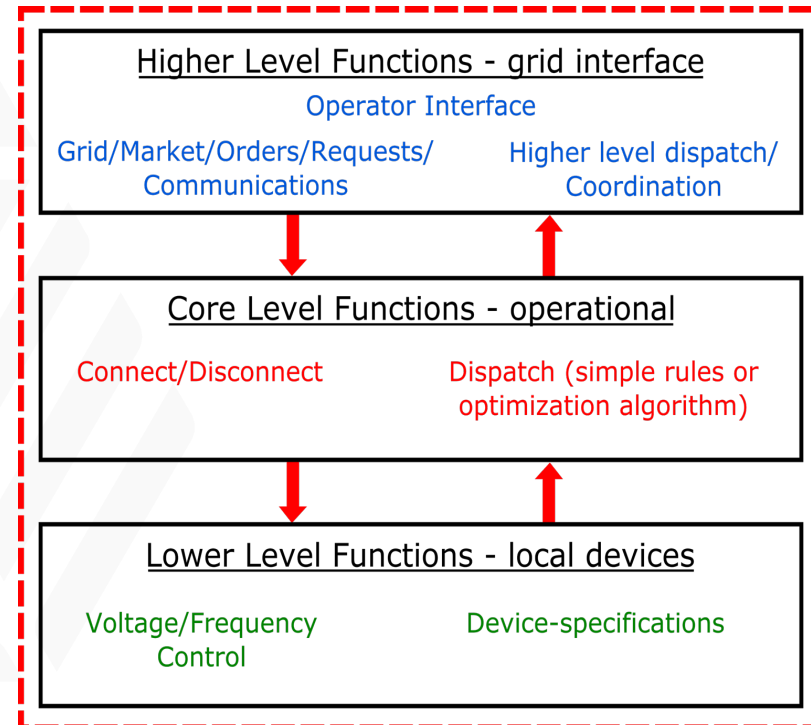 Higher Level Functions - grid interface
Operator Interface
Grid/Market/Orders/Requests/
Communications
Higher level dispatch/
Coordination
Core Level Functions - operational
Connect/Disconnect
Dispatch (simple rules or
optimization algorithm)
Lower Level Functions - local devices
Voltage/Frequency
Control
Device-specifications